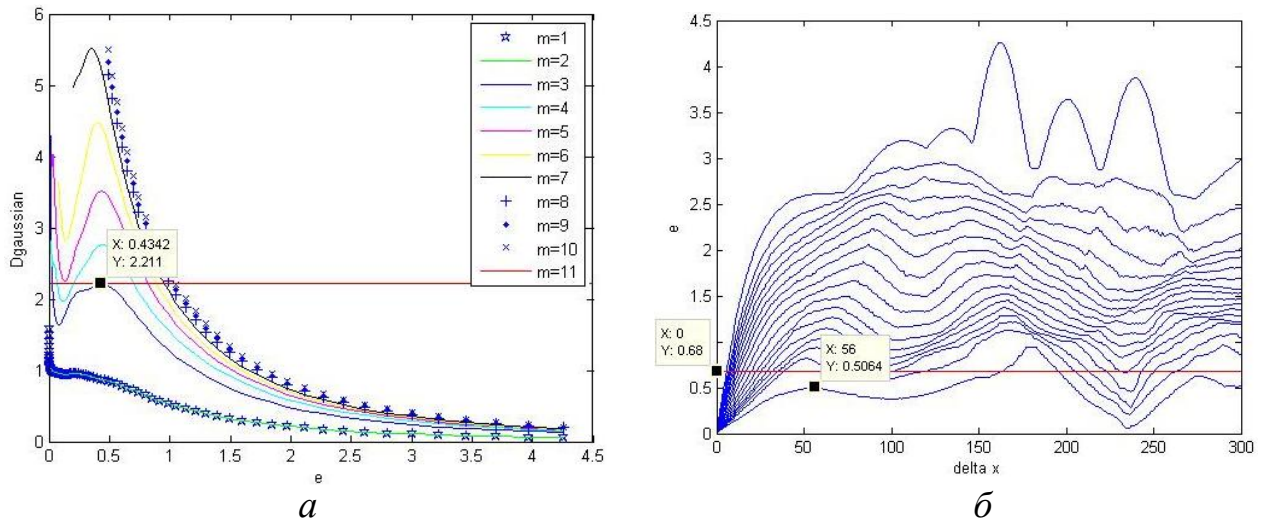 6
5
4
3
2
1
0
Dgaussian
0
0.5
1
1.5
2
2.5
3
3.5
4
4.5
e
m=1
m=2
m=3
m=4
m=5
m=6
m=7
m=8
m=9
m=10
m=11
X: 0.4342
Y: 2.211
а
4.5
4
3.5
3
2.5
2
1.5
1
0.5
0
e
0
50
100
150
200
250
300
delta x
X: 0
Y: 0.68
X: 56
Y: 0.5064
б